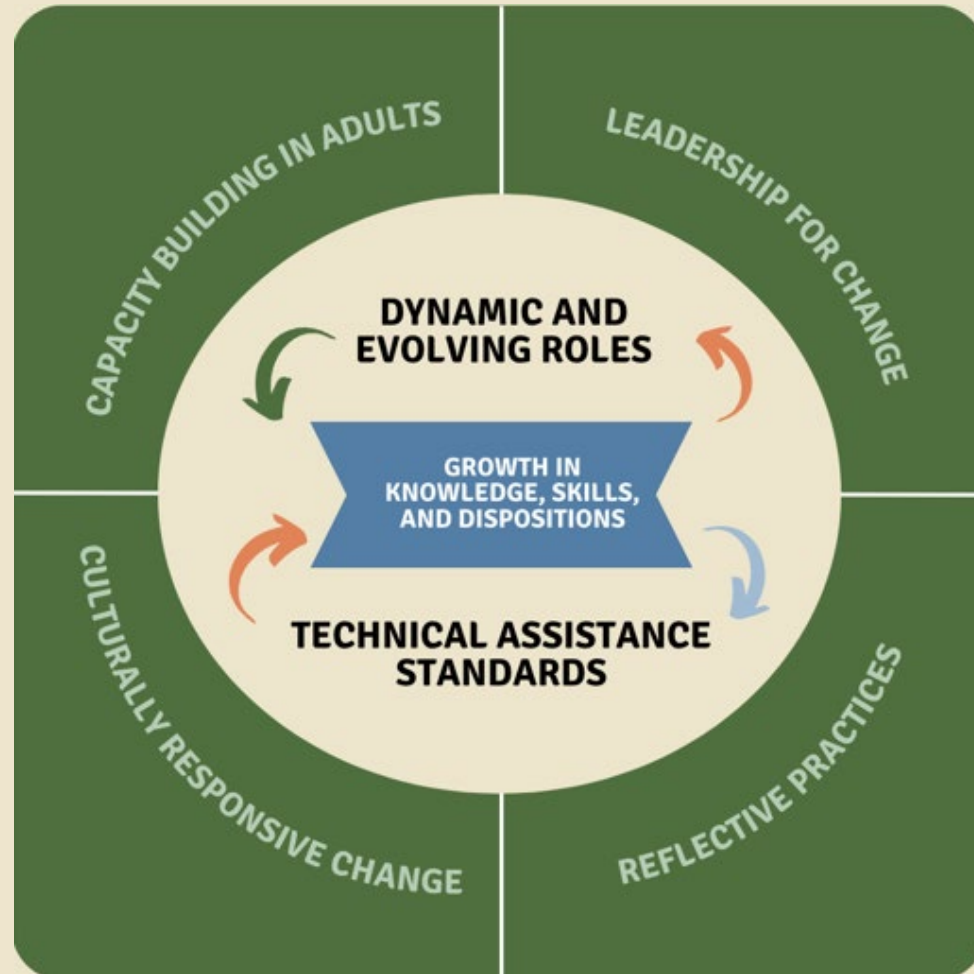 CAPACITY BUILDING IN ADULTS
LEADERSHIP FOR CHANGE
DYNAMIC AND
EVOLVING ROLES
GROWTH IN
KNOWLEDGE, SKILLS,
AND DISPOSITIONS
TECHNICAL ASSISTANCE
STANDARDS
CULTURALLY RESPONSIVE CHANGE
REFLECTIVE PRACTICES